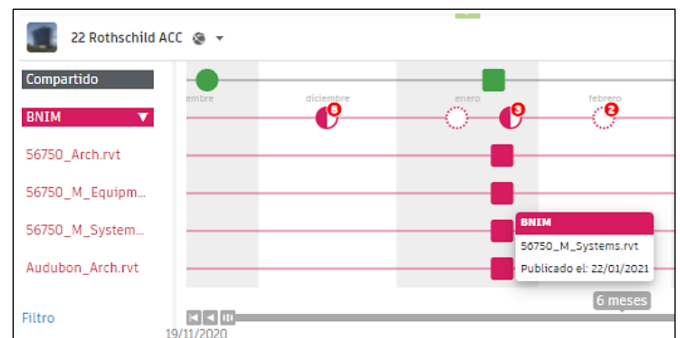 22 Rothschild ACC
Compartido
embre
diciembre
enero
febrero
BNIM
8
3
2
56750_Arch.rvt
56750_M_Equipm...
56750_M_System...
Audubon_Arch.rvt
BNIM
56750_M_Systems.rvt
Publicado el: 22/01/2021
6 meses
Filtro
19/11/2020